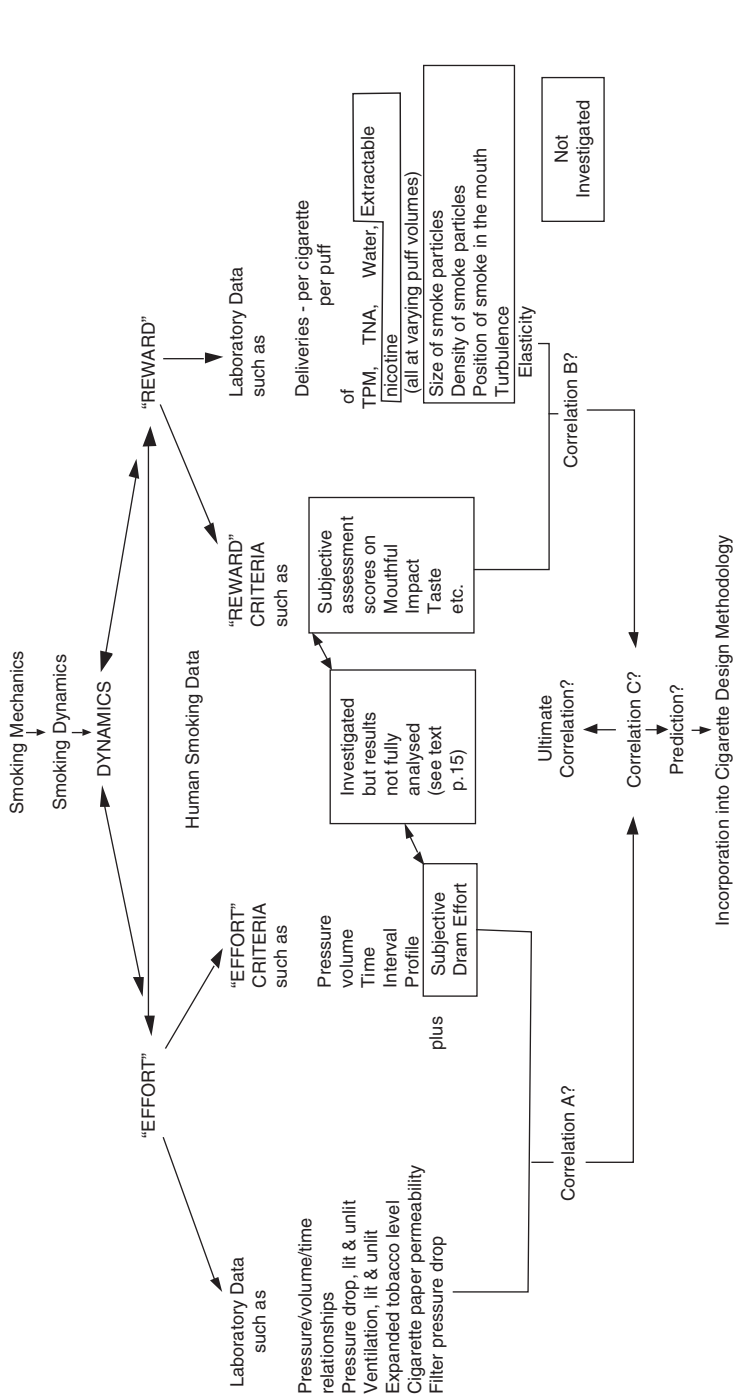 Smoking Mechanics
Smoking Dynamics
DYNAMICS
"EFFORT"
"REWARD"
Human Smoking Data
Laboratory Data
such as
Pressure/volume/time
relationships
Pressure drop, lit & unlit
Ventilation, lit & unlit
Expanded tobacco level
Cigarette paper permeability
Filter pressure drop
"EFFORT"
CRITERIA
such as
Pressure
volume
Time
Interval
Profile
plus
Subjective
Dram Effort
Investigated
but results
not fully
analysed
(see text
p.15)
"REWARD"
CRITERIA
such as
Subjective
assessment
scores on
Mouthful
Impact
Taste
etc.
Laboratory Data
such as
Deliveries - per cigarette
per puff
of
TPM, TNA, Water, Extractable
nicotine
(all at varying puff volumes)
Size of smoke particles
Density of smoke particles
Position of smoke in the mouth
Turbulence
Elasticity
Not
Investigated
Correlation A?
Correlation B?
Ultimate
Correlation?
Correlation C?
Prediction?
Incorporation into Cigarette Design Methodology